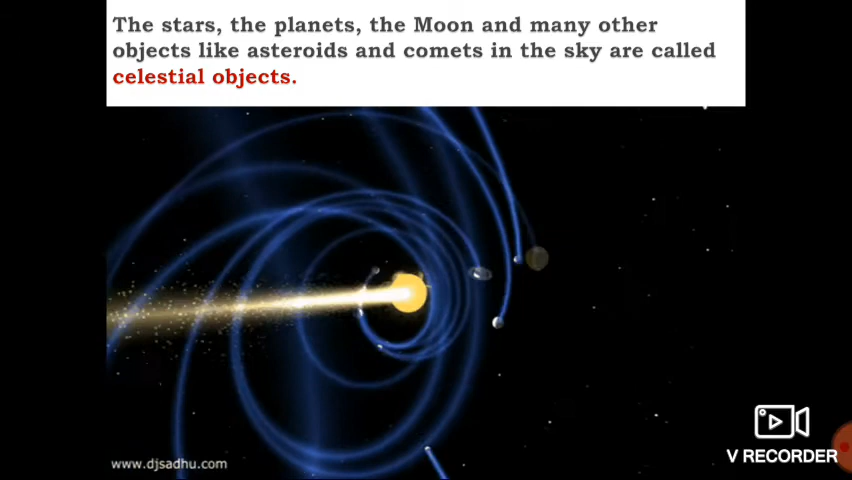 The stars, the planets, the Moon and many other
objects like asteroids and comets in the sky are called
celestial objects.
www.djsadhu.com
V RECORDER